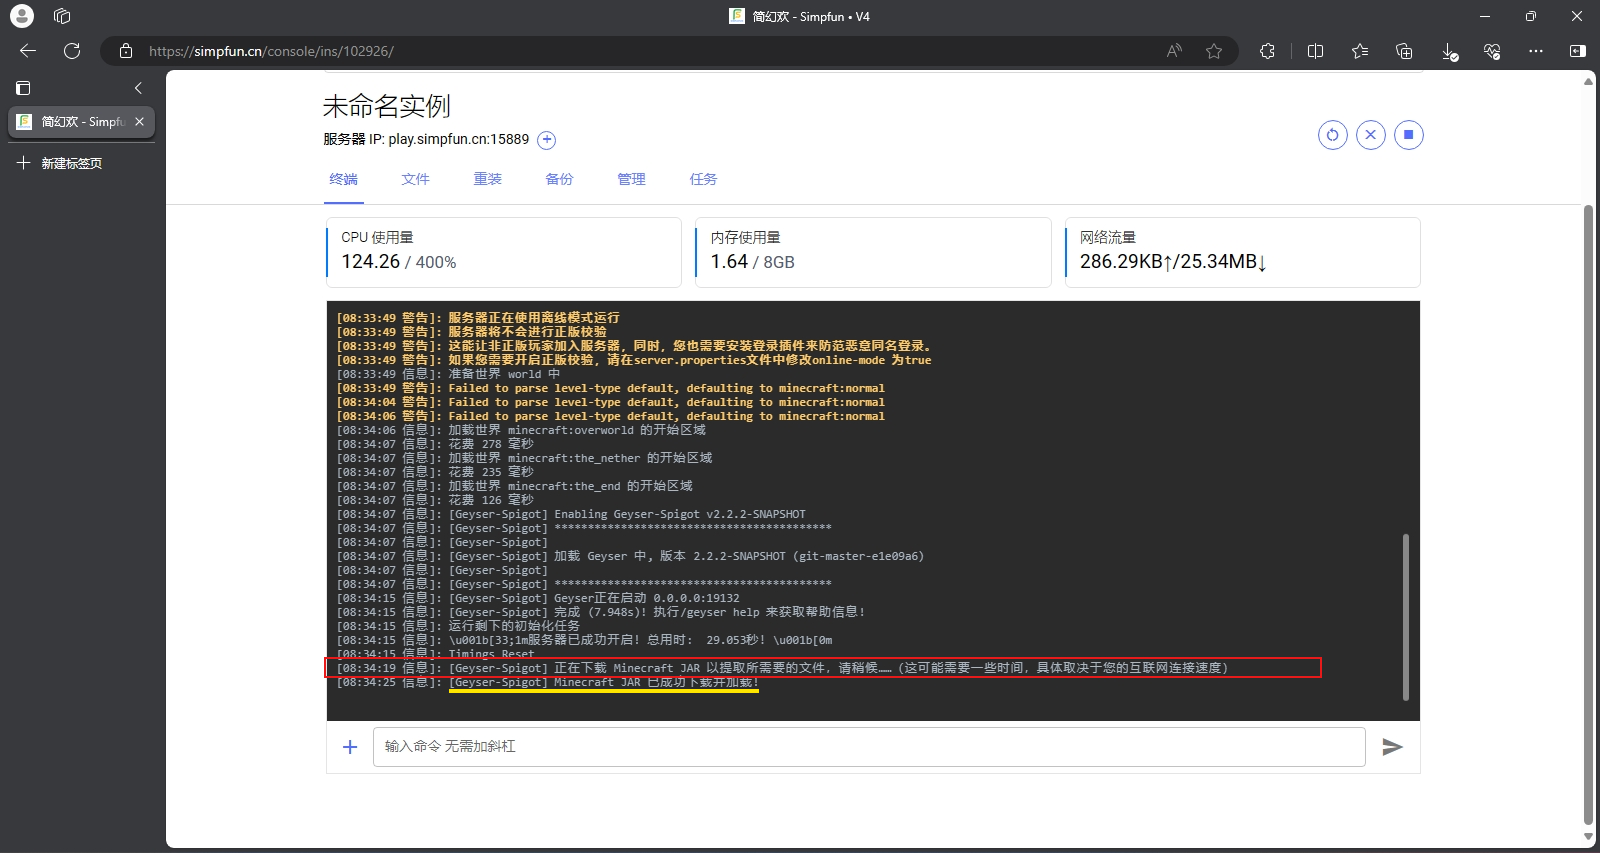 简幻欢 - Simpfun • V4
https://simpfun.cn/console/ins/102926/
简幻欢 - Simpfu
新建标签页
未命名实例
服务器 IP: play.simpfun.cn:15889
终端 文件 重装 备份 管理 任务
CPU 使用量
124.26 / 400%
内存使用量
1.64 / 8GB
网络流量
286.29KB↑/25.34MB↓
[08:33:49 警告]: 服务器正在使用离线模式运行
[08:33:49 警告]: 服务器将不会进行正版校验
[08:33:49 警告]: 这能让非正版玩家加入服务器, 同时, 您也需要安装登录插件来防范恶意同名登录。
[08:33:49 警告]: 如果您需要开启正版校验, 请在server.properties文件中修改online-mode 为true
[08:33:49 信息]: 准备世界 world 中
[08:33:49 警告]: Failed to parse level-type default, defaulting to minecraft:normal
[08:34:04 警告]: Failed to parse level-type default, defaulting to minecraft:normal
[08:34:06 警告]: Failed to parse level-type default, defaulting to minecraft:normal
[08:34:06 信息]: 加载世界 minecraft:overworld 的开始区域
[08:34:07 信息]: 花费 278 毫秒
[08:34:07 信息]: 加载世界 minecraft:the_nether 的开始区域
[08:34:07 信息]: 花费 235 毫秒
[08:34:07 信息]: 加载世界 minecraft:the_end 的开始区域
[08:34:07 信息]: 花费 126 毫秒
[08:34:07 信息]: [Geyser-Spigot] Enabling Geyser-Spigot v2.2.2-SNAPSHOT
[08:34:07 信息]: [Geyser-Spigot] ******************************************
[08:34:07 信息]: [Geyser-Spigot]
[08:34:07 信息]: [Geyser-Spigot] 加载 Geyser 中, 版本 2.2.2-SNAPSHOT (git-master-e1e09a6)
[08:34:07 信息]: [Geyser-Spigot]
[08:34:07 信息]: [Geyser-Spigot] ******************************************
[08:34:15 信息]: [Geyser-Spigot] Geyser正在启动 0.0.0.0:19132
[08:34:15 信息]: [Geyser-Spigot] 完成 (7.948s)! 执行/geyser help 来获取帮助信息!
[08:34:15 信息]: 运行剩下的初始化任务
[08:34:15 信息]: \u001b[33;1m服务器已成功开启! 总用时: 29.053秒! \u001b[0m
[08:34:15 信息]: Timings Reset
[08:34:19 信息]: [Geyser-Spigot] 正在下载 Minecraft JAR 以提取所需要的文件, 请稍候…… (这可能需要一些时间, 具体取决于您的互联网连接速度)
[08:34:25 信息]: [Geyser-Spigot] Minecraft JAR 已成功下载并加载!
输入命令 无需加斜杠